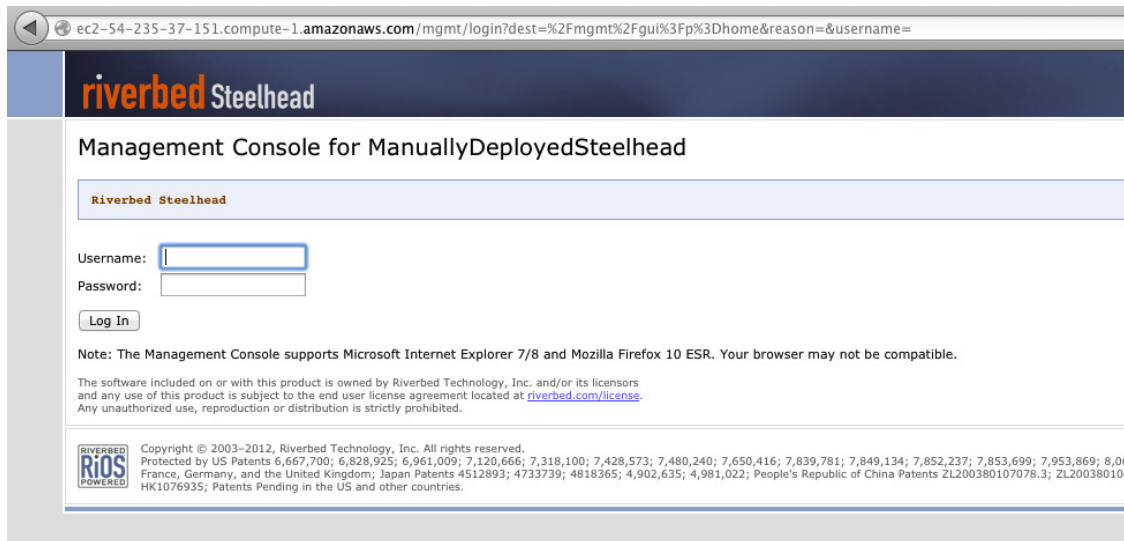 ec2-54-235-37-151.compute-1.amazonaws.com/mgmt/login?dest=%2Fmgmt%2Fgui%3Fp%3Dhome&reason=&username=
riverbed Steelhead
Management Console for ManuallyDeployedSteelhead
Riverbed Steelhead
Username:
Password:
Log In
Note: The Management Console supports Microsoft Internet Explorer 7/8 and Mozilla Firefox 10 ESR. Your browser may not be compatible.
The software included on or with this product is owned by Riverbed Technology, Inc. and/or its licensors
and any use of this product is subject to the end user license agreement located at riverbed.com/license.
Any unauthorized use, reproduction or distribution is strictly prohibited.
RIVERBED
RiOS
POWERED
Copyright © 2003-2012, Riverbed Technology, Inc. All rights reserved.
Protected by US Patents 6,667,700; 6,828,925; 6,961,009; 7,120,666; 7,318,100; 7,428,573; 7,480,240; 7,650,416; 7,839,781; 7,849,134; 7,852,237; 7,853,699; 7,953,869; 8,0
France, Germany, and the United Kingdom; Japan Patents 4512893; 4733739; 4818365; 4,902,635; 4,981,022; People's Republic of China Patents ZL200380107078.3; ZL20038010
HK1076935; Patents Pending in the US and other countries.